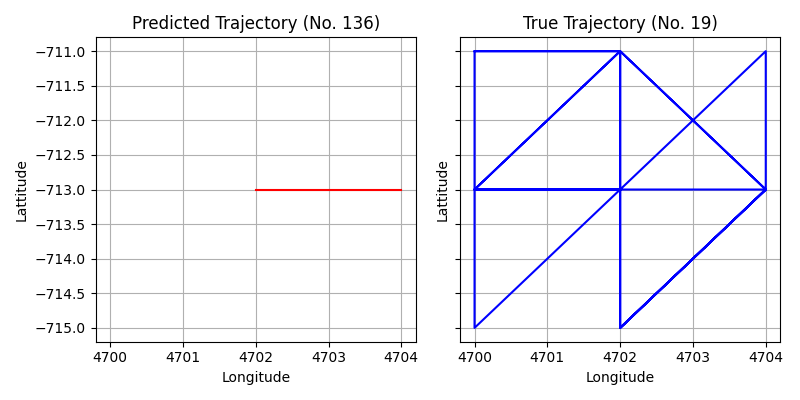 Predicted Trajectory (No. 136)
−711.0
−711.5
−712.0
−712.5
−713.0
−713.5
−714.0
−714.5
−715.0
Lattitude
4700 4701 4702 4703 4704
Longitude
True Trajectory (No. 19)
Lattitude
4700 4701 4702 4703 4704
Longitude